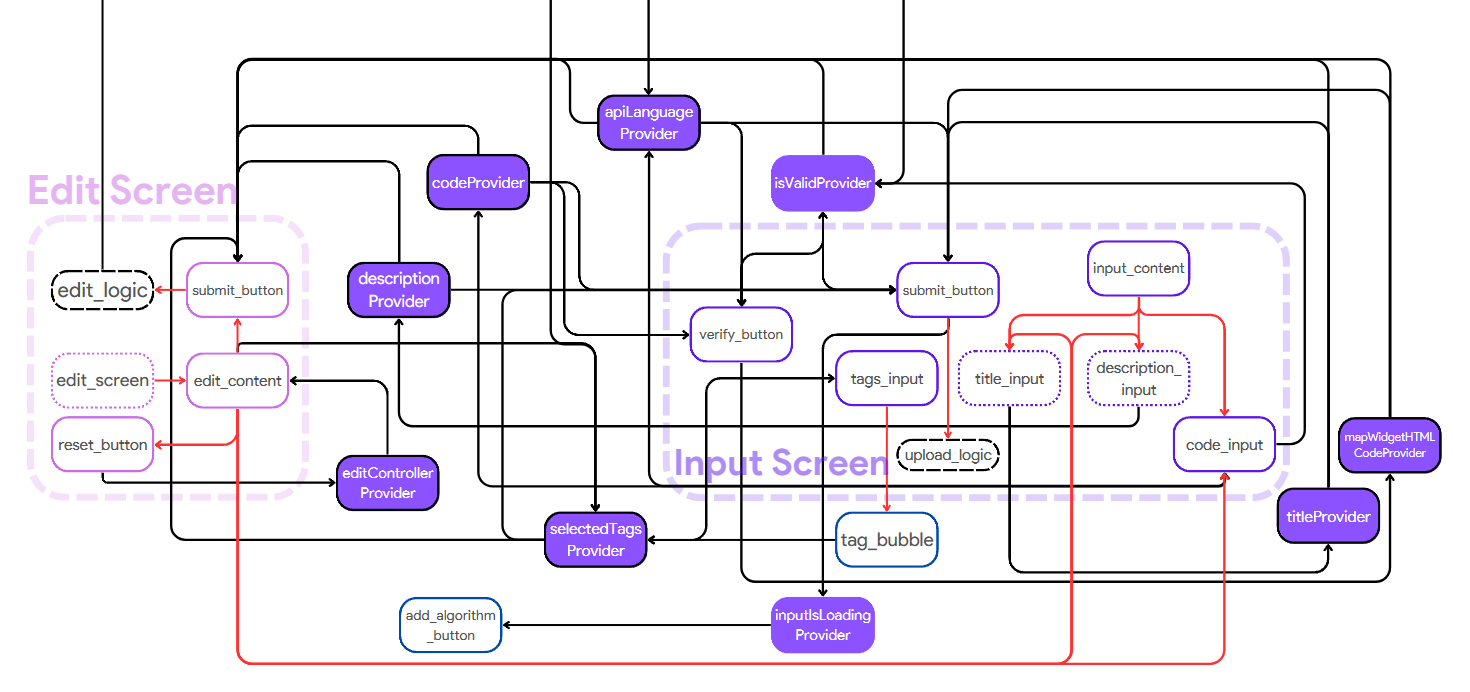 apiLanguage
Provider
codeProvider
isValidProvider
Edit Screen
edit_logic
submit_button
description
Provider
submit_button
input_content
verify_button
edit_screen
edit_content
tags_input
title_input
description_
input
reset_button
editController
Provider
Input Screen
upload_logic
code_input
mapWidgetHTML
CodeProvider
selectedTags
Provider
tag_bubble
titleProvider
add_algorithm
_button
inputIsLoading
Provider